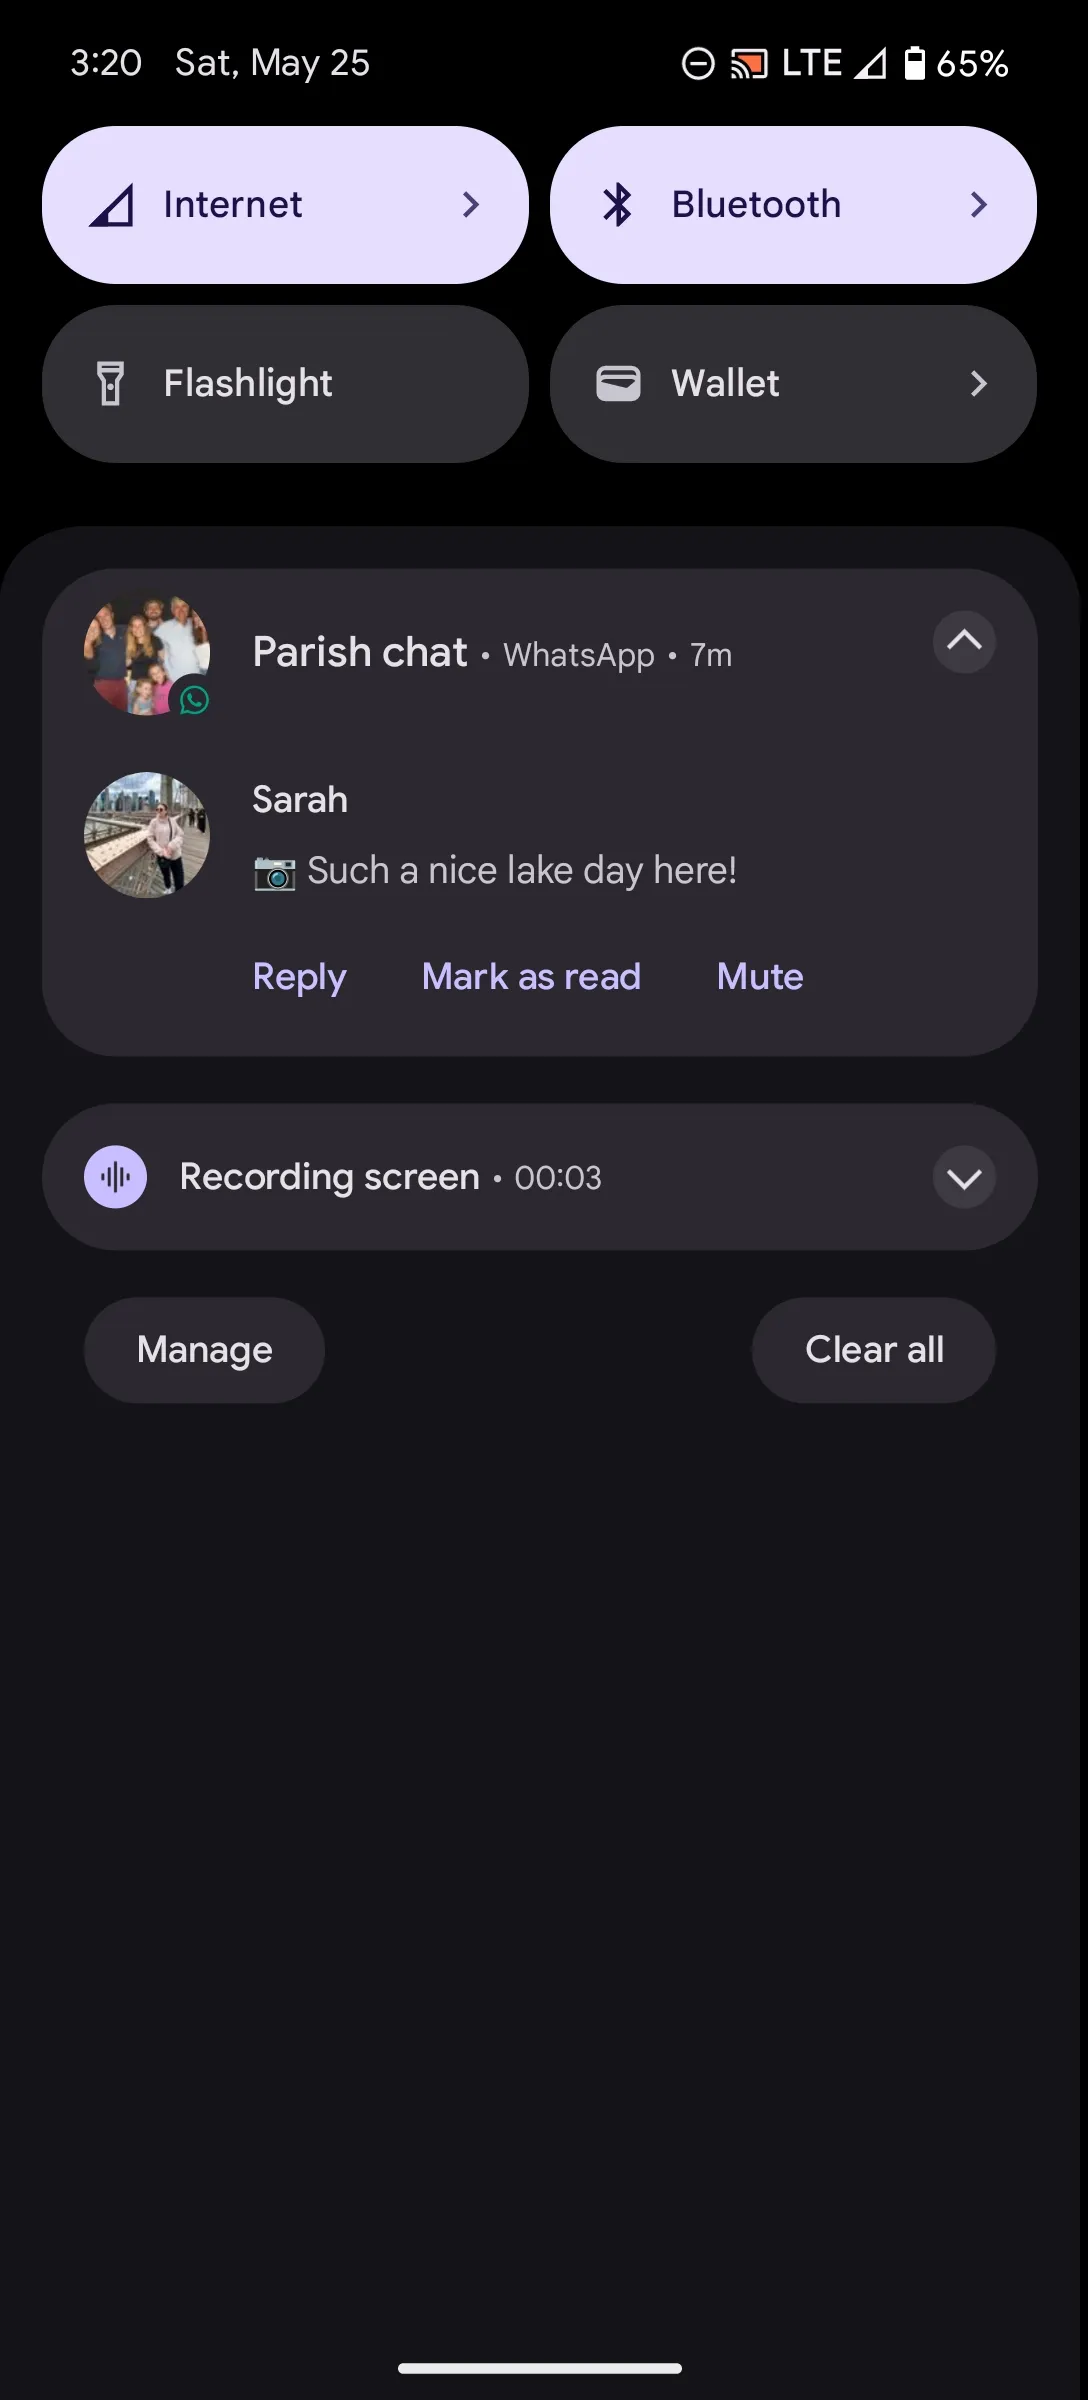 3:20 Sat, May 25 LTE 65%
Internet Bluetooth
Flashlight Wallet
Parish chat • WhatsApp • 7m
Sarah
📷 Such a nice lake day here!
Reply Mark as read Mute
Recording screen • 00:03
Manage Clear all